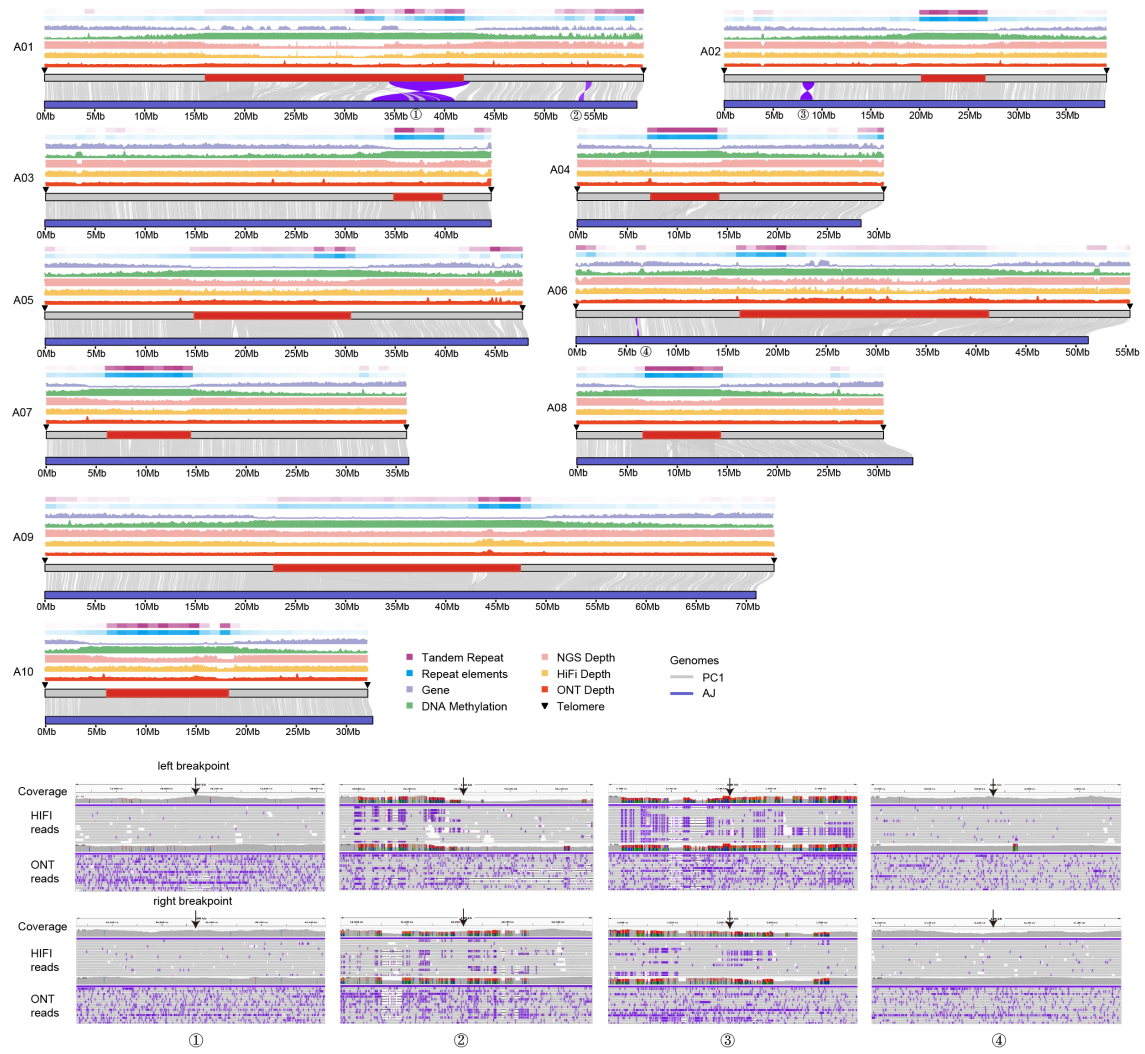 A01
0Mb 5Mb 10Mb 15Mb 20Mb 25Mb 30Mb 35Mb 40Mb 45Mb 50Mb 55Mb
① ②
A02
0Mb 5Mb 10Mb 15Mb 20Mb 25Mb 30Mb 35Mb
③
A03
0Mb 5Mb 10Mb 15Mb 20Mb 25Mb 30Mb 35Mb 40Mb
A04
0Mb 5Mb 10Mb 15Mb 20Mb 25Mb 30Mb
A05
0Mb 5Mb 10Mb 15Mb 20Mb 25Mb 30Mb 35Mb 40Mb 45Mb
A06
0Mb 5Mb ④ 10Mb 15Mb 20Mb 25Mb 30Mb 35Mb 40Mb 45Mb 50Mb 55Mb
A07
0Mb 5Mb 10Mb 15Mb 20Mb 25Mb 30Mb 35Mb
A08
0Mb 5Mb 10Mb 15Mb 20Mb 25Mb 30Mb
A09
0Mb 5Mb 10Mb 15Mb 20Mb 25Mb 30Mb 35Mb 40Mb 45Mb 50Mb 55Mb 60Mb 65Mb 70Mb
A10
0Mb 5Mb 10Mb 15Mb 20Mb 25Mb 30Mb
Tandem Repeat
Repeat elements
Gene
DNA Methylation
NGS Depth
HiFi Depth
ONT Depth
Telomere
Genomes
PC1
AJ
left breakpoint
Coverage
HIFI
reads
ONT
reads
right breakpoint
Coverage
HIFI
reads
ONT
reads
① ② ③ ④